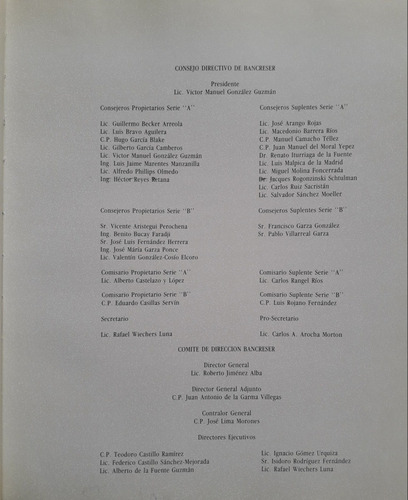 CONSEJO DIRECTIVO DE BANCRESER
Presidente
Lic. Víctor Manuel González Guzmán
Consejeros Propietarios Serie "A"
Lic. Guillermo Becker Arreola
Lic. Luis Bravo Aguilera
C.P. Hugo García Blake
Lic. Gilberto García Camberos
Lic. Víctor Manuel González Guzmán
Ing. Luis Jaime Marentes Manzanilla
Lic. Alfredo Phillips Olmedo
Ing. Héctor Reyes Retana
Consejeros Suplentes Serie "A"
Lic. José Arango Rojas
Lic. Macedonio Barrera Ríos
C.P. Manuel Camacho Téllez
C.P. Juan Manuel del Moral Yepez
Dr. Renato Iturriaga de la Fuente
Lic. Luis Malpica de la Madrid
Lic. Miguel Molina Foncerrada
Dr. Jacques Rogonzinski Schtulman
Lic. Carlos Ruiz Sacristán
Lic. Salvador Sánchez Moeller
Consejeros Propietarios Serie "B"
Sr. Vicente Aristegui Perochena
Ing. Benito Bucay Faradji
Sr. José Luis Fernández Herrera
Ing. José María Garza Ponce
Lic. Valentín González-Cosío Elcoro
Consejeros Suplentes Serie "B"
Sr. Francisco Garza González
Sr. Pablo Villarreal Garza
Comisario Propietario Serie "A"
Lic. Alberto Castelazo y López
Comisario Suplente Serie "A"
Lic. Carlos Rangel Ríos
Comisario Propietario Serie "B"
C.P. Eduardo Casillas Servín
Comisario Suplente Serie "B"
C.P. Luis Rojano Fernández
Secretario
Lic. Rafael Wiechers Luna
Pro-Secretario
Lic. Carlos A. Arocha Morton
COMITE DE DIRECCION BANCRESER
Director General
Lic. Roberto Jiménez Alba
Director General Adjunto
C.P. Juan Antonio de la Garma Villegas
Contralor General
C.P. José Lima Morones
Directores Ejecutivos
C.P. Teodoro Castillo Ramírez
Lic. Federico Castillo Sánchez-Mejorada
Lic. Alberto de la Fuente Guzmán
Lic. Ignacio Gómez Urquiza
Sr. Isidoro Rodríguez Fernández
Lic. Rafael Wiechers Luna